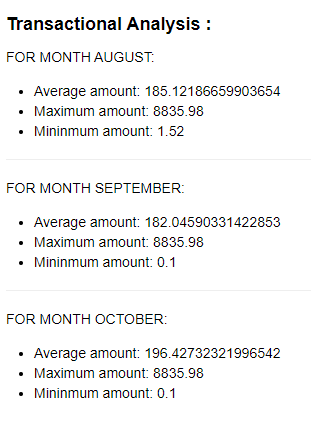 Transactional Analysis :
FOR MONTH AUGUST:
• Average amount: 185.12186659903654
• Maximum amount: 8835.98
• Mininmum amount: 1.52
FOR MONTH SEPTEMBER:
• Average amount: 182.04590331422853
• Maximum amount: 8835.98
• Mininmum amount: 0.1
FOR MONTH OCTOBER:
• Average amount: 196.42732321996542
• Maximum amount: 8835.98
• Mininmum amount: 0.1